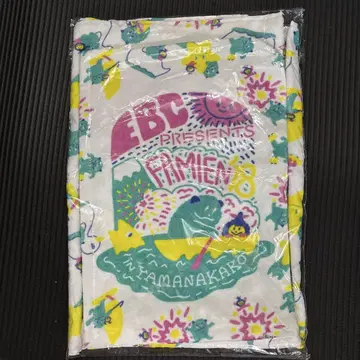 EBC
PRESENTS
FAMIEN
'18
IN YAMANAKAKO